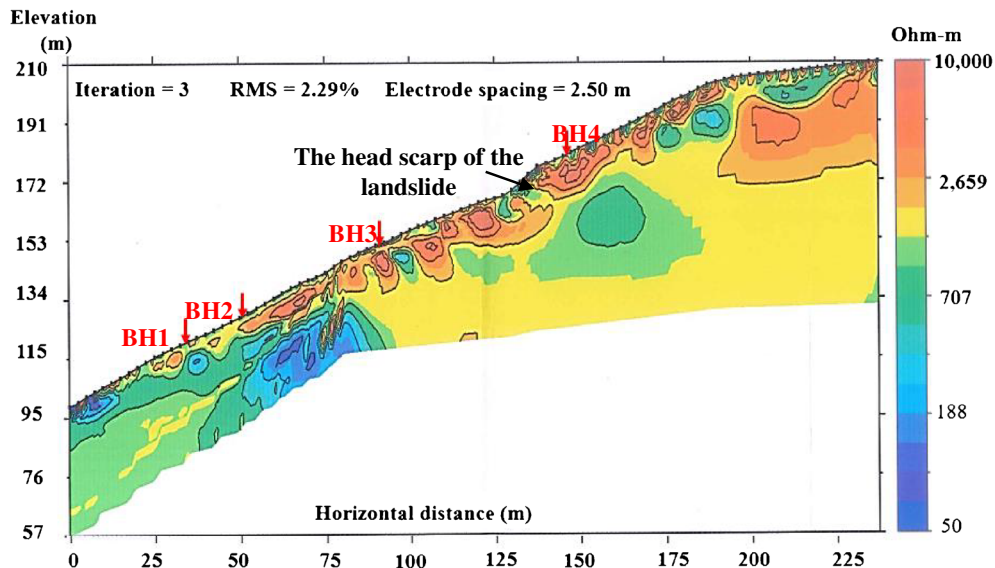 Elevation
(m)
Ohm-m
210
10,000
Iteration = 3 RMS = 2.29% Electrode spacing = 2.50 m
191
BH4
The head scarp of the
landslide
172
2,659
BH3
153
134
707
BH2
BH1
115
95
188
76
Horizontal distance (m)
57
50
0 25 50 75 100 125 150 175 200 225